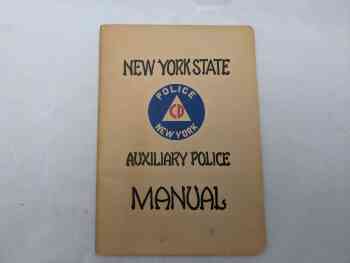 NEW YORK STATE
POLICE
CD
NEW YORK
AUXILIARY POLICE
MANUAL